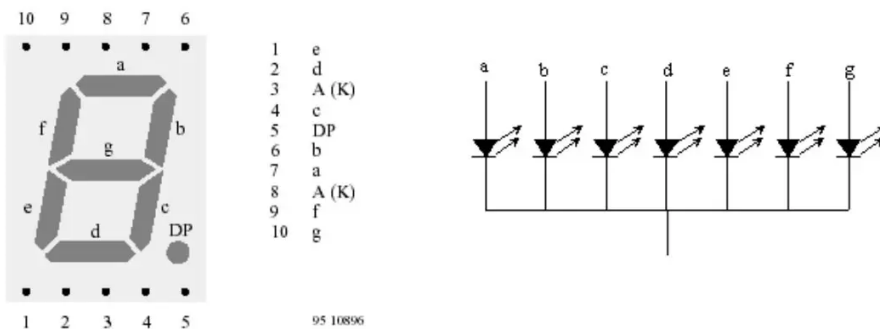 10 9 8 7 6
a
f b
g
e c
d DP
1 2 3 4 5
1 e
2 d
3 A (K)
4 c
5 DP
6 b
7 a
8 A (K)
9 f
10 g
95 10896
a b c d e f g